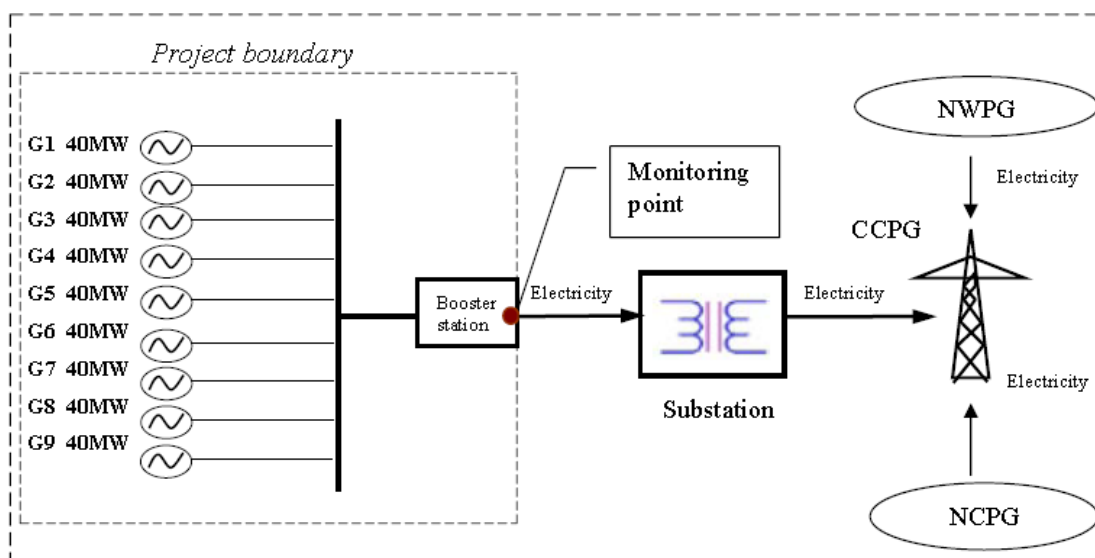 Project boundary
G1 40MW
G2 40MW
G3 40MW
G4 40MW
G5 40MW
G6 40MW
G7 40MW
G8 40MW
G9 40MW
Booster
station
Monitoring
point
Electricity
Substation
Electricity
NWPG
Electricity
CCPG
Electricity
NCPG